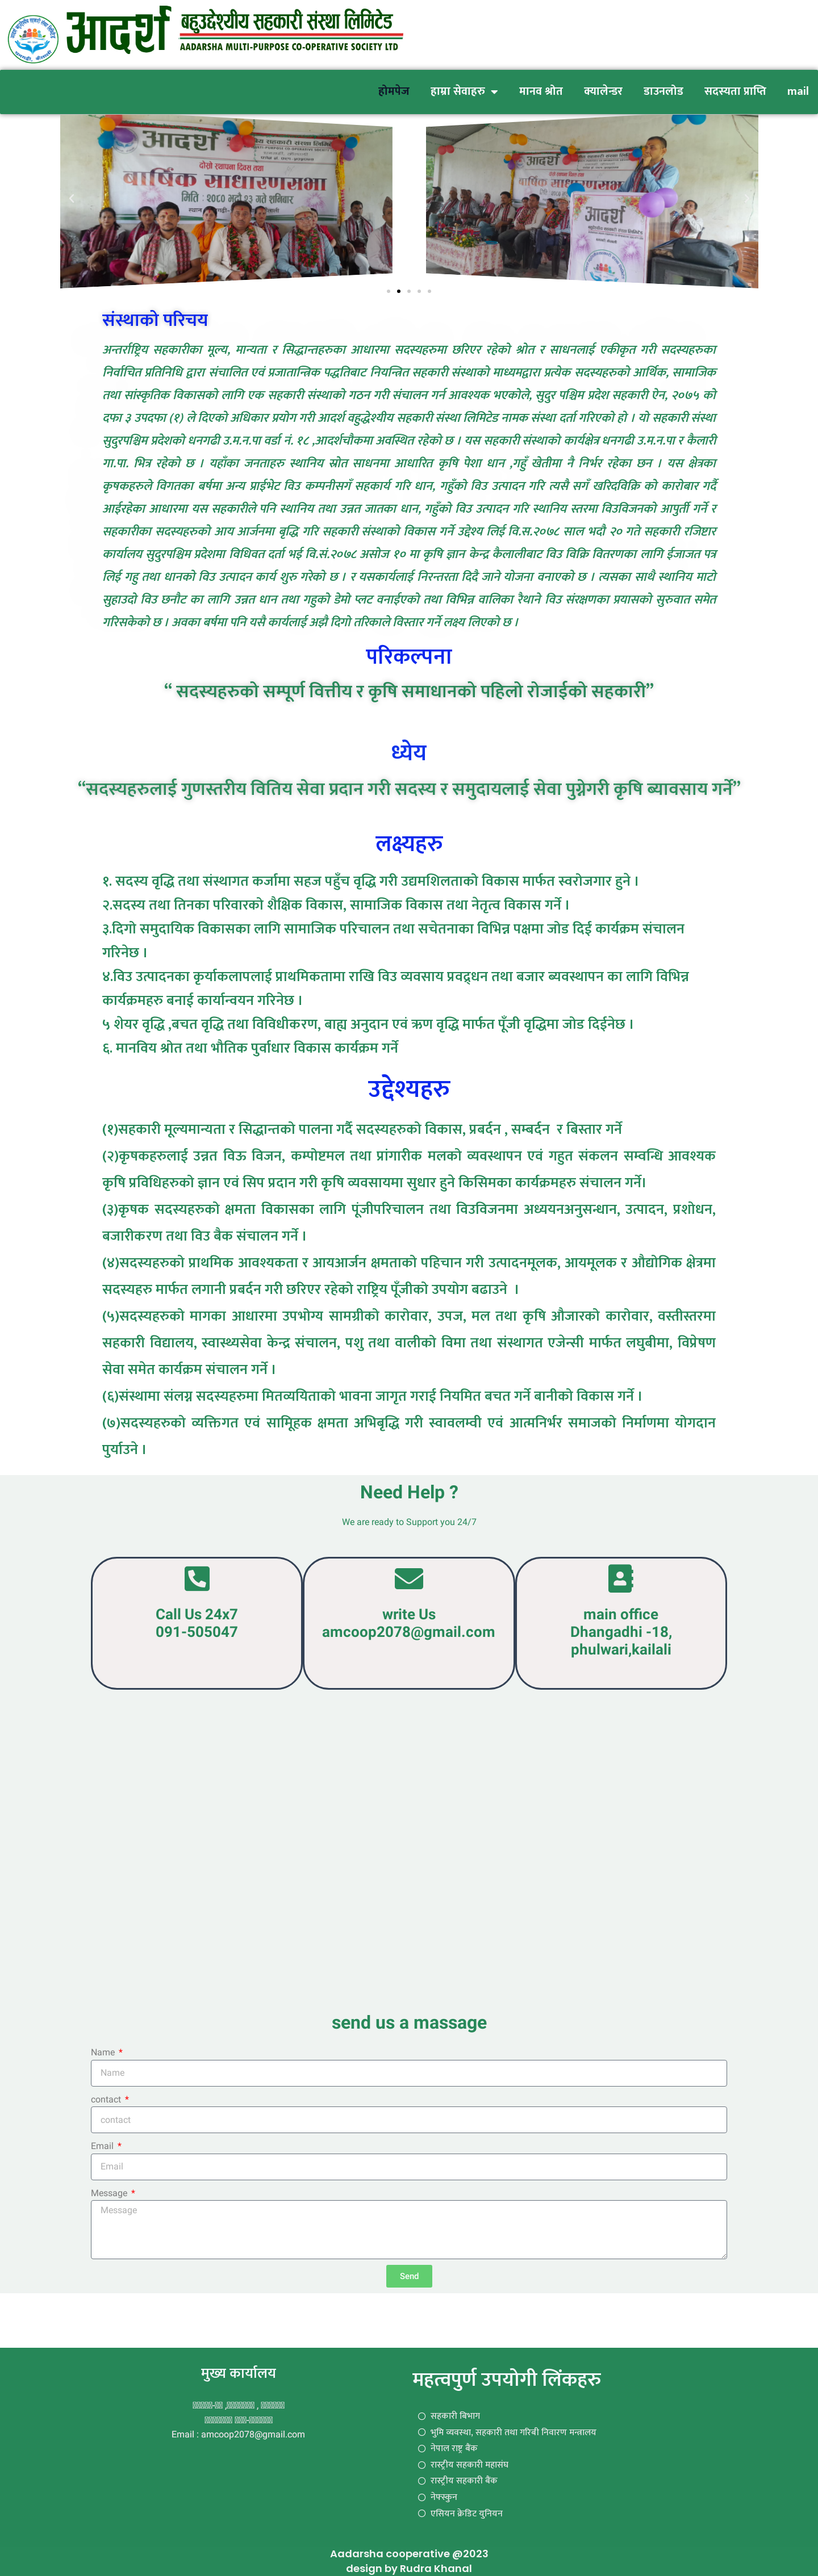 आदर्श बहुउद्देश्यीय सहकारी संस्था लिमिटेड
AADARSHA MULTI-PURPOSE CO-OPERATIVE SOCIETY LTD
होमपेज हाम्रा सेवाहरु मानव श्रोत क्यालेन्डर डाउनलोड सदस्यता प्राप्ति mail
आदर्श
दोस्रो स्थापना दिवस तथा
बार्षिक साधारणसभा
मिति : २०८० भदौ २३ गते शनिबार
आदर्श
संस्थाको परिचय
अन्तर्राष्ट्रिय सहकारीका मूल्य, मान्यता र सिद्धान्तहरुका आधारमा सदस्यहरुमा छरिएर रहेको श्रोत र साधनलाई एकीकृत गरी सदस्यहरुका
निर्वाचित प्रतिनिधि द्वारा संचालित एवं प्रजातान्त्रिक पद्धतिबाट नियन्त्रित सहकारी संस्थाको माध्यमद्वारा प्रत्येक सदस्यहरुको आर्थिक, सामाजिक
तथा सांस्कृतिक विकासको लागि एक सहकारी संस्थाको गठन गरी संचालन गर्न आवश्यक भएकोले, सुदुर पश्चिम प्रदेश सहकारी ऐन, २०७५ को
दफा ३ उपदफा (१) ले दिएको अधिकार प्रयोग गरी आदर्श वहुद्धेश्यीय सहकारी संस्था लिमिटेड नामक संस्था दर्ता गरिएको हो । यो सहकारी संस्था
सुदुरपश्चिम प्रदेशको धनगढी उ.म.न.पा वर्डा नं. १८ ,आदर्शचौकमा अवस्थित रहेको छ । यस सहकारी संस्थाको कार्यक्षेत्र धनगढी उ.म.न.पा र कैलारी
गा.पा. भित्र रहेको छ । यहाँका जनताहरु स्थानिय स्रोत साधनमा आधारित कृषि पेशा धान ,गहुँ खेतीमा नै निर्भर रहेका छन । यस क्षेत्रका
कृषकहरुले विगतका बर्षमा अन्य प्राईभेट विउ कम्पनीसगँ सहकार्य गरि धान, गहुँको विउ उत्पादन गरि त्यसै सगँ खरिदविक्रि को कारोबार गर्दै
आईरहेका आधारमा यस सहकारीले पनि स्थानिय तथा उन्नत जातका धान, गहुँको विउ उत्पादन गरि स्थानिय स्तरमा विउविजनको आपुर्ती गर्ने र
सहकारीका सदस्यहरुको आय आर्जनमा बृद्धि गरि सहकारी संस्थाको विकास गर्ने उद्देश्य लिई वि.स.२०७८ साल भदौ २० गते सहकारी रजिष्टार
कार्यालय सुदुरपश्चिम प्रदेशमा विधिवत दर्ता भई वि.सं.२०७८ असोज १० मा कृषि ज्ञान केन्द्र कैलालीबाट विउ विक्रि वितरणका लागि ईजाजत पत्र
लिई गहु तथा धानको विउ उत्पादन कार्य शुरु गरेको छ । र यसकार्यलाई निरन्तरता दिदै जाने योजना वनाएको छ । त्यसका साथै स्थानिय माटो
सुहाउदो विउ छनौट का लागि उन्नत धान तथा गहुको डेमो प्लट वनाईएको तथा विभिन्न वालिका रैथाने विउ संरक्षणका प्रयासको सुरुवात समेत
गरिसकेको छ । अवका बर्षमा पनि यसै कार्यलाई अझै दिगो तरिकाले विस्तार गर्ने लक्ष्य लिएको छ ।
परिकल्पना
“ सदस्यहरुको सम्पूर्ण वित्तीय र कृषि समाधानको पहिलो रोजाईको सहकारी”
ध्येय
“सदस्यहरुलाई गुणस्तरीय वितिय सेवा प्रदान गरी सदस्य र समुदायलाई सेवा पुग्नेगरी कृषि ब्यावसाय गर्ने”
लक्ष्यहरु
१. सदस्य वृद्धि तथा संस्थागत कर्जामा सहज पहुँच वृद्धि गरी उद्यमशिलताको विकास मार्फत स्वरोजगार हुने ।
२.सदस्य तथा तिनका परिवारको शैक्षिक विकास, सामाजिक विकास तथा नेतृत्व विकास गर्ने ।
३.दिगो समुदायिक विकासका लागि सामाजिक परिचालन तथा सचेतनाका विभिन्न पक्षमा जोड दिई कार्यक्रम संचालन
गरिनेछ ।
४.विउ उत्पादनका कृर्याकलापलाई प्राथमिकतामा राखि विउ व्यवसाय प्रवद्र्धन तथा बजार ब्यवस्थापन का लागि विभिन्न
कार्यक्रमहरु बनाई कार्यान्वयन गरिनेछ ।
५ शेयर वृद्धि ,बचत वृद्धि तथा विविधीकरण, बाह्य अनुदान एवं ऋण वृद्धि मार्फत पूँजी वृद्धिमा जोड दिईनेछ ।
६. मानविय श्रोत तथा भौतिक पुर्वाधार विकास कार्यक्रम गर्ने
उद्देश्यहरु
(१)सहकारी मूल्यमान्यता र सिद्धान्तको पालना गर्दै सदस्यहरुको विकास, प्रबर्दन , सम्बर्दन र बिस्तार गर्ने
(२)कृषकहरुलाई उन्नत विऊ विजन, कम्पोष्टमल तथा प्रांगारीक मलको व्यवस्थापन एवं गहुत संकलन सम्वन्धि आवश्यक
कृषि प्रविधिहरुको ज्ञान एवं सिप प्रदान गरी कृषि व्यवसायमा सुधार हुने किसिमका कार्यक्रमहरु संचालन गर्ने।
(३)कृषक सदस्यहरुको क्षमता विकासका लागि पूंजीपरिचालन तथा विउविजनमा अध्ययनअनुसन्धान, उत्पादन, प्रशोधन,
बजारीकरण तथा विउ बैक संचालन गर्ने ।
(४)सदस्यहरुको प्राथमिक आवश्यकता र आयआर्जन क्षमताको पहिचान गरी उत्पादनमूलक, आयमूलक र औद्योगिक क्षेत्रमा
सदस्यहरु मार्फत लगानी प्रबर्दन गरी छरिएर रहेको राष्ट्रिय पूँजीको उपयोग बढाउने ।
(५)सदस्यहरुको मागका आधारमा उपभोग्य सामग्रीको कारोवार, उपज, मल तथा कृषि औजारको कारोवार, वस्तीस्तरमा
सहकारी विद्यालय, स्वास्थ्यसेवा केन्द्र संचालन, पशु तथा वालीको विमा तथा संस्थागत एजेन्सी मार्फत लघुबीमा, विप्रेषण
सेवा समेत कार्यक्रम संचालन गर्ने ।
(६)संस्थामा संलग्न सदस्यहरुमा मितव्ययिताको भावना जागृत गराई नियमित बचत गर्ने बानीको विकास गर्ने ।
(७)सदस्यहरुको व्यक्तिगत एवं सामूिहक क्षमता अभिबृद्धि गरी स्वावलम्वी एवं आत्मनिर्भर समाजको निर्माणमा योगदान
पुर्याउने ।
Need Help ?
We are ready to Support you 24/7
Call Us 24x7
091-505047
write Us
amcoop2078@gmail.com
main office
Dhangadhi -18,
phulwari,kailali
send us a massage
Name *
Name
contact *
contact
Email *
Email
Message *
Message
Send
मुख्य कार्यालय
Email : amcoop2078@gmail.com
महत्वपुर्ण उपयोगी लिंकहरु
सहकारी बिभाग
भूमि व्यवस्था, सहकारी तथा गरिबी निवारण मन्त्रालय
नेपाल राष्ट्र बैंक
रास्ट्रीय सहकारी महासंघ
रास्ट्रीय सहकारी बैंक
नेफ्स्कुन
एसियन क्रेडिट युनियन
Aadarsha cooperative @2023
design by Rudra Khanal